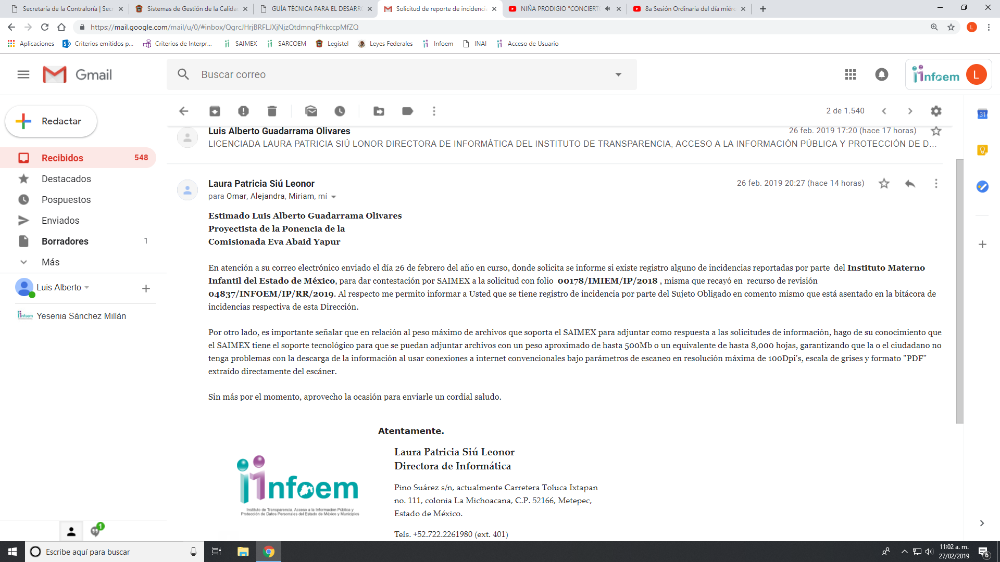 Secretaría de la Contraloría | Secr
Sistemas de Gestión de la Calidad
GUÍA TÉCNICA PARA EL DESARR
Solicitud de reporte de incidencia
NIÑA PRODIGIO "CONCIERTO
8a Sesión Ordinaria del día miérc
https://mail.google.com/mail/u/0/#inbox/QgrcJHrjBRFLJXjNjzQtdmngFfhkccpMfZQ
L
Aplicaciones
Criterios emitidos p...
Criterios de Interpr...
SAIMEX
SARCOEM
Legistel
Leyes Federales
Infoem
INAI
Acceso de Usuario
Gmail
Buscar correo
infoem
L
Redactar
2 de 1.540
31
Recibidos 548
Destacados
Pospuestos
Enviados
Borradores 1
Más
Luis Alberto
infoem Yesenia Sánchez Millán
Luis Alberto Guadarrama Olivares
26 feb. 2019 17:20 (hace 17 horas)
LICENCIADA LAURA PATRICIA SIÚ LONOR DIRECTORA DE INFORMÁTICA DEL INSTITUTO DE TRANSPARENCIA, ACCESO A LA INFORMACIÓN PÚBLICA Y PROTECCIÓN DE D...
Laura Patricia Siú Leonor
26 feb. 2019 20:27 (hace 14 horas)
para Omar, Alejandra, Miriam, mí
Estimado Luis Alberto Guadarrama Olivares
Proyectista de la Ponencia de la
Comisionada Eva Abaid Yapur
En atención a su correo electrónico enviado el día 26 de febrero del año en curso, donde solicita se informe si existe registro alguno de incidencias reportadas por parte del Instituto Materno
Infantil del Estado de México, para dar contestación por SAIMEX a la solicitud con folio 00178/IMIEM/IP/2018 , misma que recayó en recurso de revisión
04837/INFOEM/IP/RR/2019. Al respecto me permito informar a Usted que se tiene registro de incidencia por parte del Sujeto Obligado en comento mismo que está asentado en la bitácora de
incidencias respectiva de esta Dirección.
Por otro lado, es importante señalar que en relación al peso máximo de archivos que soporta el SAIMEX para adjuntar como respuesta a las solicitudes de información, hago de su conocimiento que
el SAIMEX tiene el soporte tecnológico para que se puedan adjuntar archivos con un peso aproximado de hasta 500Mb o un equivalente de hasta 8,000 hojas, garantizando que la o el ciudadano no
tenga problemas con la descarga de la información al usar conexiones a internet convencionales bajo parámetros de escaneo en resolución máxima de 100Dpi's, escala de grises y formato "PDF"
extraído directamente del escáner.
Sin más por el momento, aprovecho la ocasión para enviarle un cordial saludo.
Atentamente.
Laura Patricia Siú Leonor
Directora de Informática
infoem
Instituto de Transparencia, Acceso a la Información Pública y
Protección de Datos Personales del Estado de México y Municipios
Pino Suárez s/n, actualmente Carretera Toluca Ixtapan
no. 111, colonia La Michoacana, C.P. 52166, Metepec,
Estado de México.
Tels. +52.722.2261980 (ext. 401)
1
Escribe aquí para buscar
11:02 a. m.
27/02/2019
6